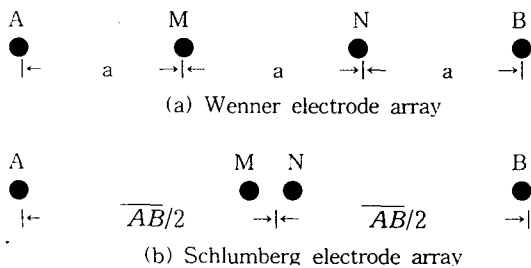 A M N B
a a a
(a) Wenner electrode array
A M N B
AB/2 AB/2
(b) Schlumberg electrode array